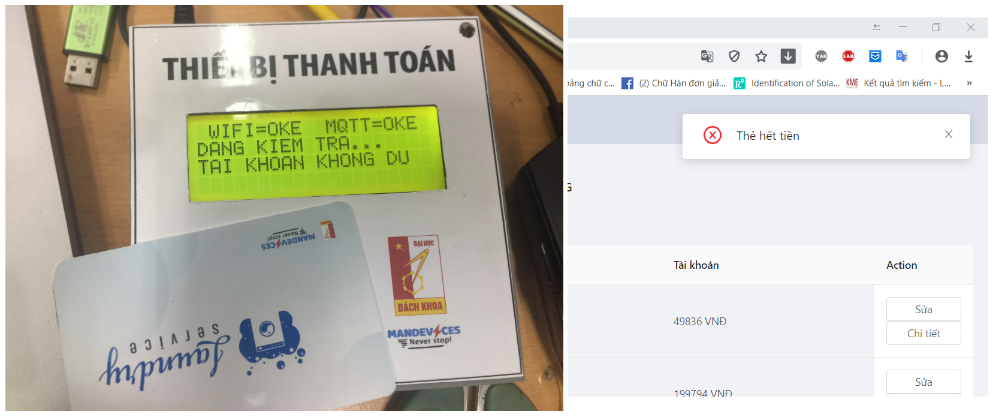 THIẾT BỊ THANH TOÁN
WIFI=OKE MQTT=OKE
DANG KIEM TRA...
TAI KHOAN KHONG DU
MANDEVICES
Never stop!
Laundry
service
ĐẠI HỌC
BÁCH KHOA
MANDEVICES
Never stop!
oảng chữ c...
(2) Chữ Hán đơn giả...
Identification of Sola...
KME Kết quả tìm kiếm - L...
»
Thẻ hết tiền
Tài khoản Action
49836 VNĐ
Sửa
Chi tiết
199794 VNĐ
Sửa